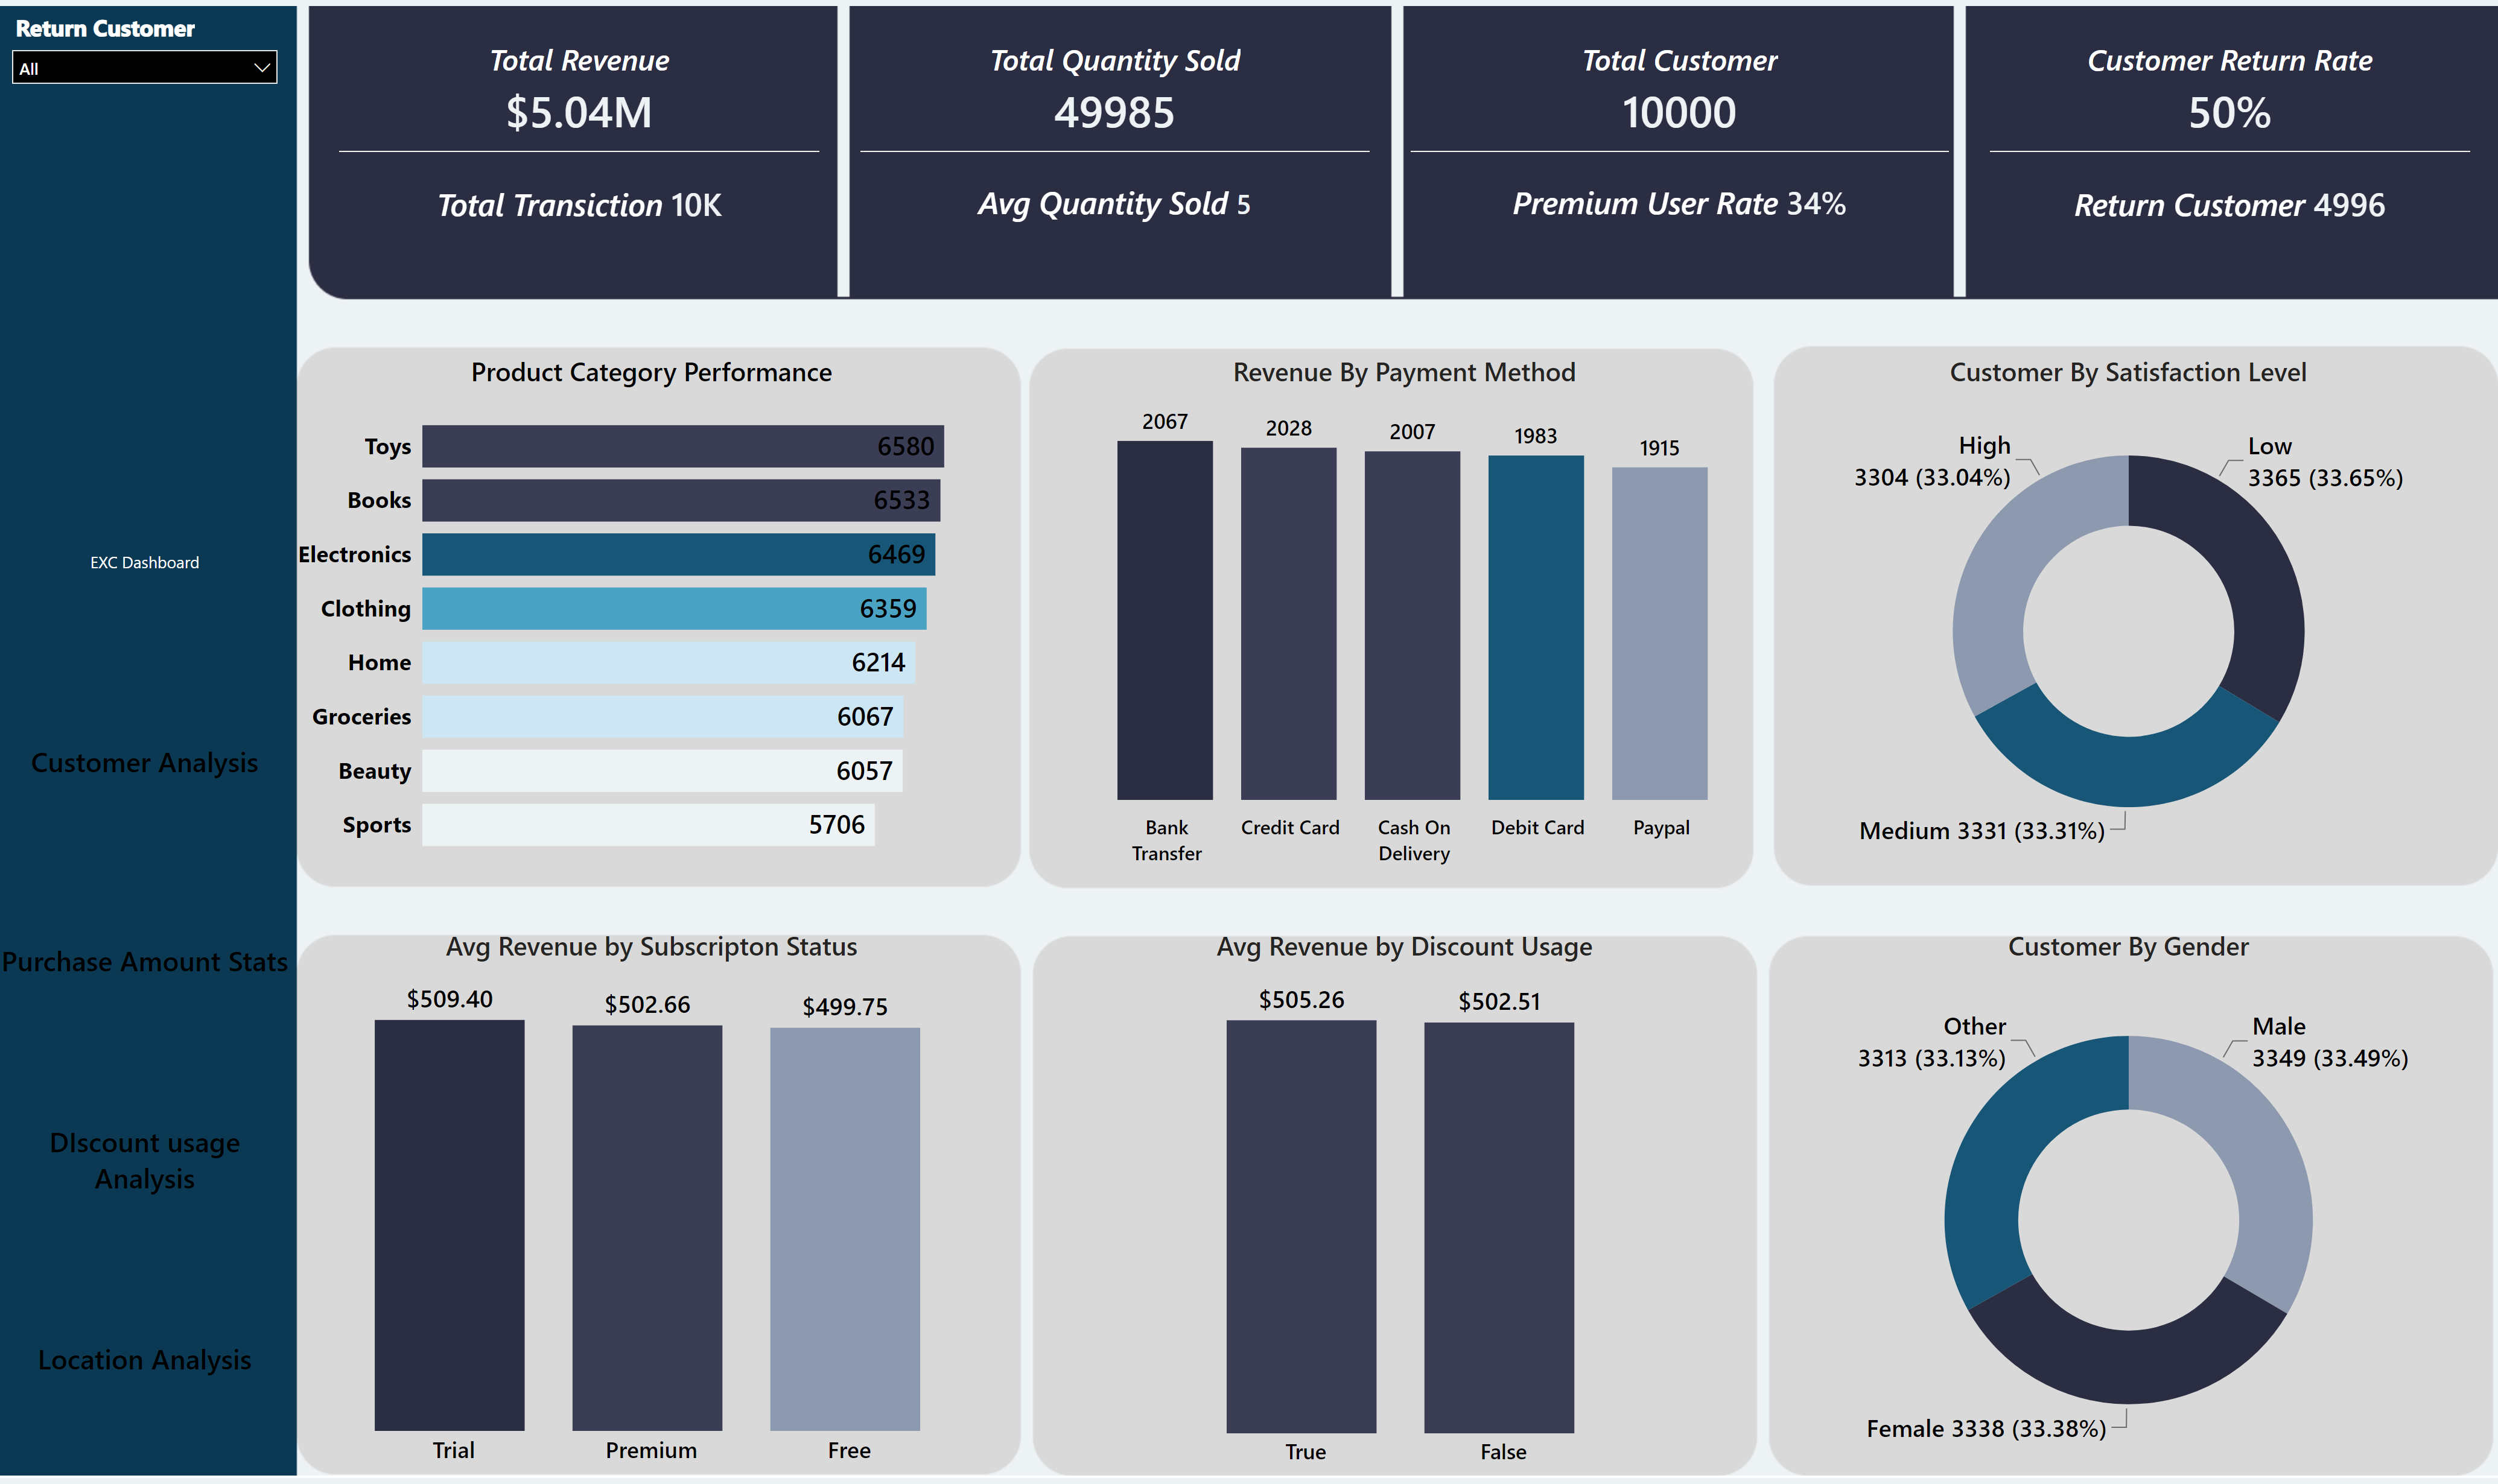 Return Customer
All
EXC Dashboard
Customer Analysis
Purchase Amount Stats
DIscount usage
Analysis
Location Analysis
Total Revenue
$5.04M
Total Transiction 10K
Total Quantity Sold
49985
Avg Quantity Sold 5
Total Customer
10000
Premium User Rate 34%
Customer Return Rate
50%
Return Customer 4996
Product Category Performance
Toys 6580
Books 6533
Electronics 6469
Clothing 6359
Home 6214
Groceries 6067
Beauty 6057
Sports 5706
Revenue By Payment Method
2067
2028
2007
1983
1915
Bank
Transfer
Credit Card
Cash On
Delivery
Debit Card
Paypal
Customer By Satisfaction Level
High
3304 (33.04%)
Low
3365 (33.65%)
Medium 3331 (33.31%)
Avg Revenue by Subscripton Status
$509.40
$502.66
$499.75
Trial
Premium
Free
Avg Revenue by Discount Usage
$505.26
$502.51
True
False
Customer By Gender
Other
3313 (33.13%)
Male
3349 (33.49%)
Female 3338 (33.38%)